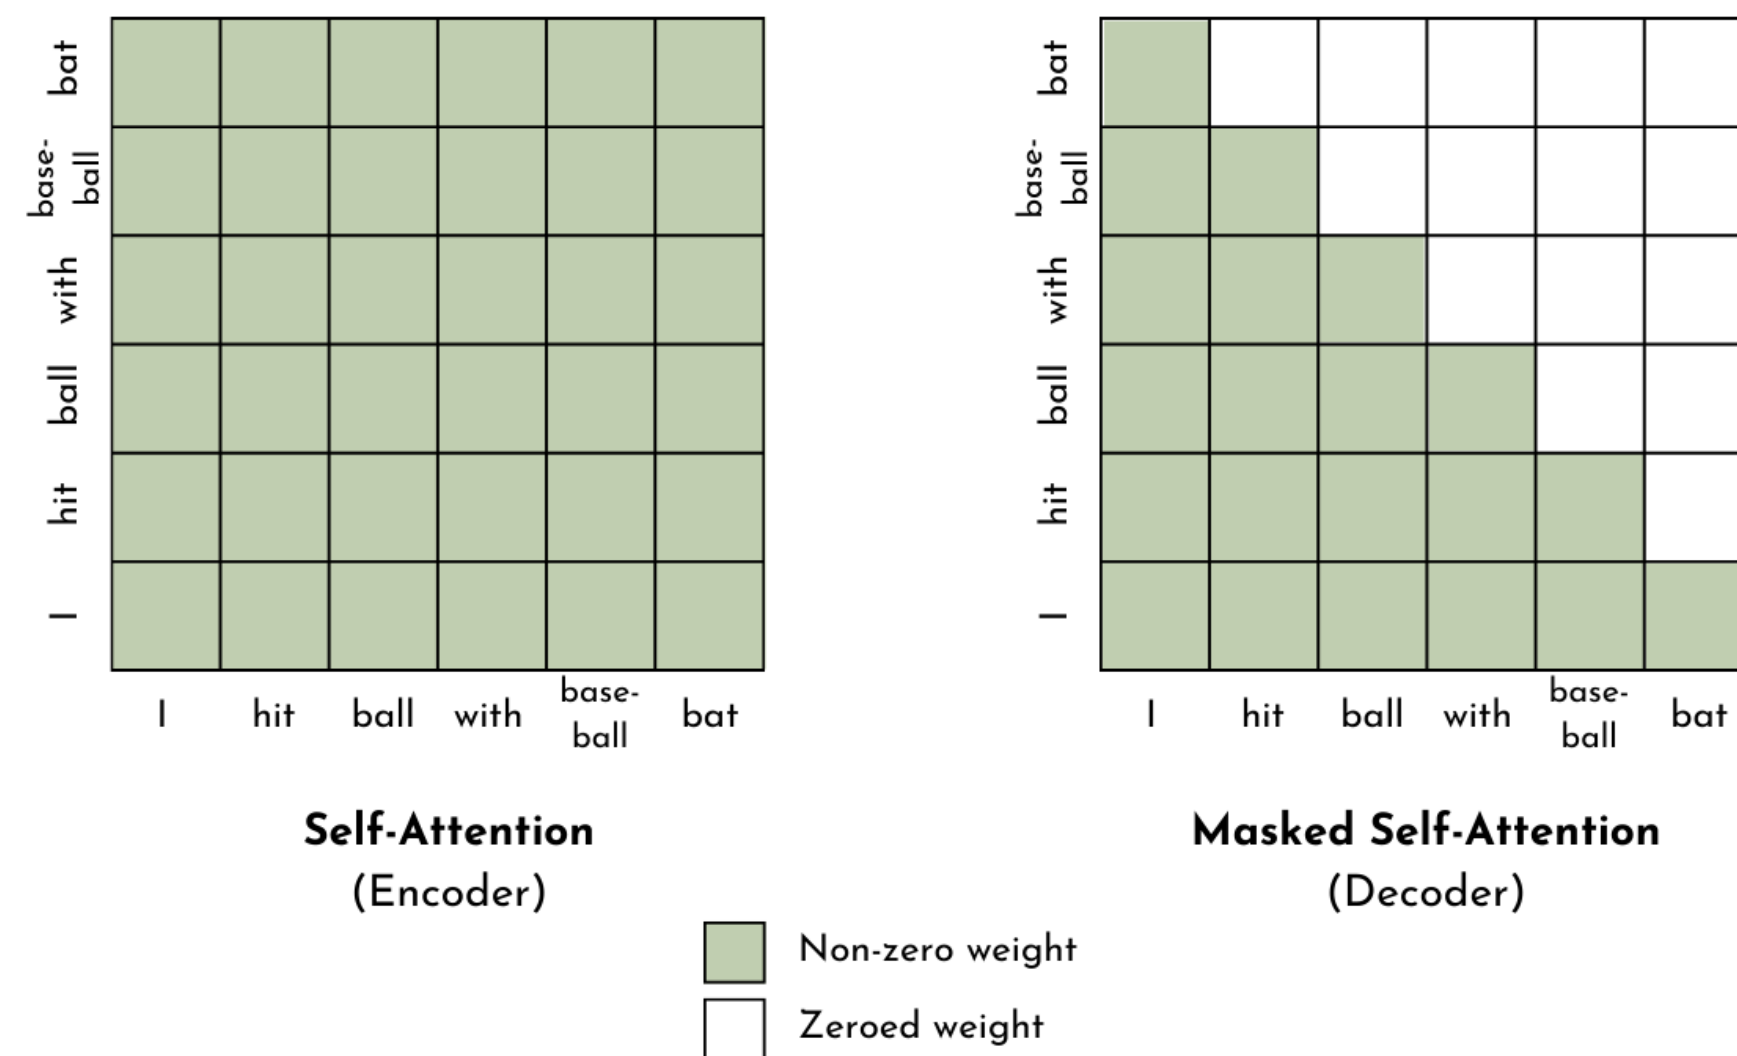 bat
base-
ball
with
ball
hit
I
I
hit
ball
with
base-
ball
bat
Self-Attention
(Encoder)
bat
base-
ball
with
ball
hit
I
I
hit
ball
with
base-
ball
bat
Masked Self-Attention
(Decoder)
Non-zero weight
Zeroed weight